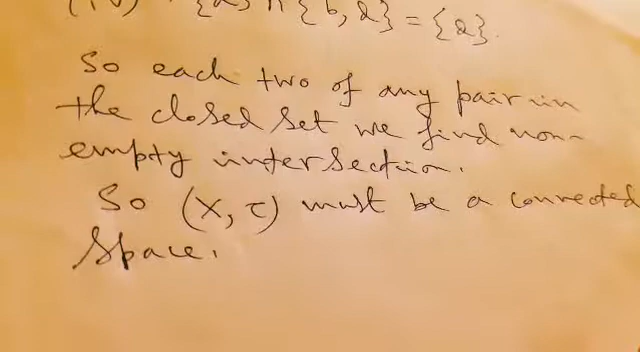 (iv) {a} ∩ {b, a} = {a}.
So each two of any pair in
the closed set we find non-
empty intersection.
So (X, τ) must be a connected
space.